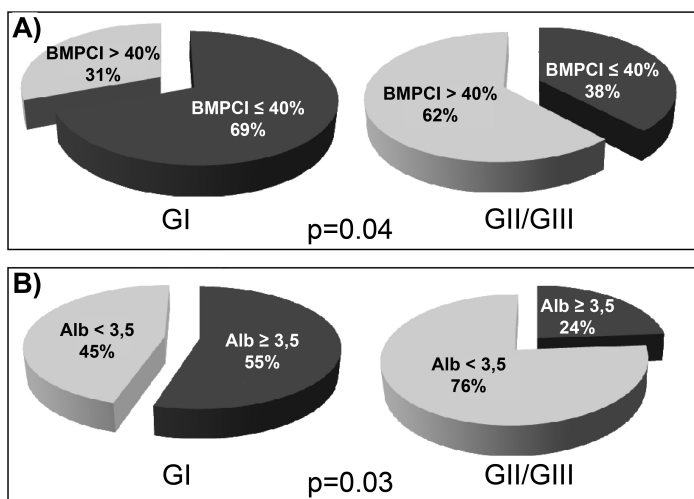 A)
BMPCI > 40%
31%
BMPCI ≤ 40%
69%
GI
BMPCI > 40%
62%
BMPCI ≤ 40%
38%
GII/GIII
p=0.04
B)
Alb < 3,5
45%
Alb ≥ 3,5
55%
GI
Alb ≥ 3,5
24%
Alb < 3,5
76%
GII/GIII
p=0.03